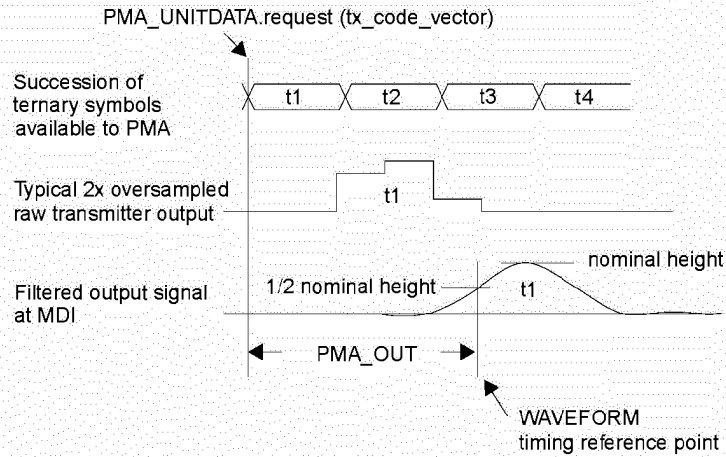 PMA_UNITDATA.request (tx_code_vector)
Succession of
ternary symbols
available to PMA
t1 t2 t3 t4
Typical 2x oversampled
raw transmitter output
t1
nominal height
1/2 nominal height
t1
Filtered output signal
at MDI
PMA_OUT
WAVEFORM
timing reference point